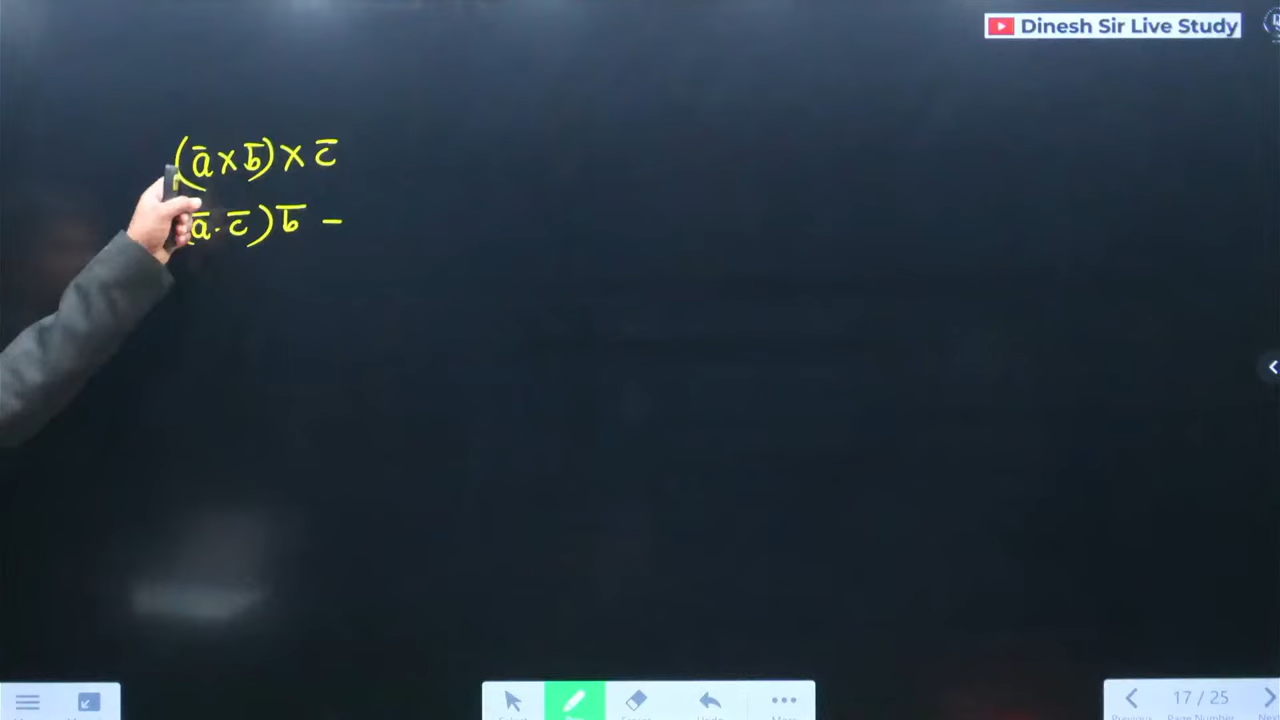 Dinesh Sir Live Study
(a̅ × b̅) × c̅
(a̅ · c̅) b̅ −
17 / 25